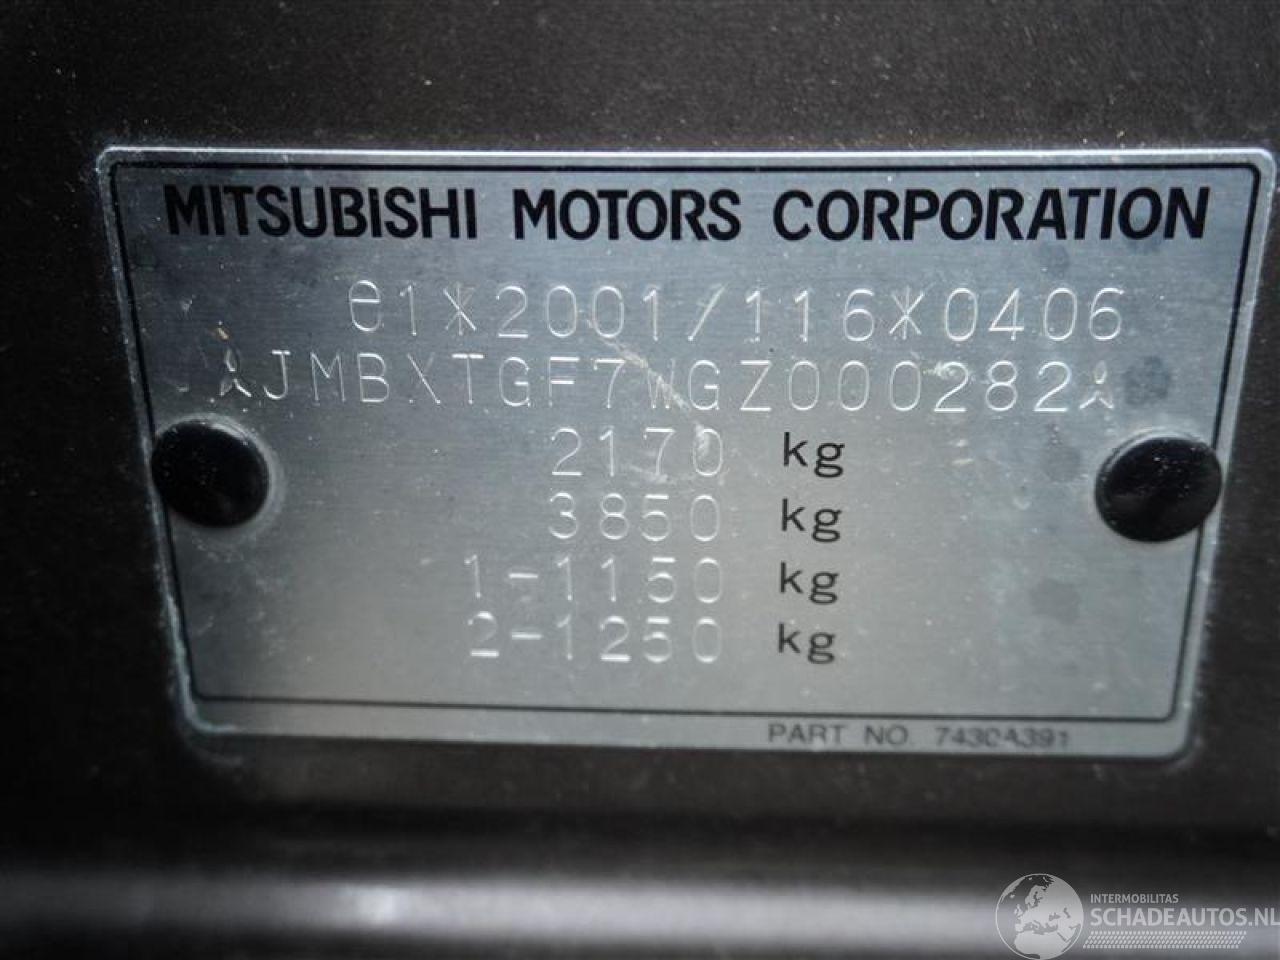 MITSUBISHI MOTORS CORPORATION
e1*2001/116*0406
JMBXTGF7WGZ000282
2170 kg
3850 kg
1-1150 kg
2-1250 kg
PART NO. 7430A391
INTERMOBILITAS
SCHADEAUTOS.NL